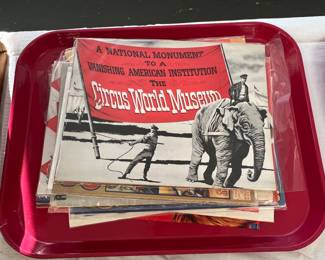 A NATIONAL MONUMENT
TO A
VANISHING AMERICAN INSTITUTION
THE
Circus World Museum